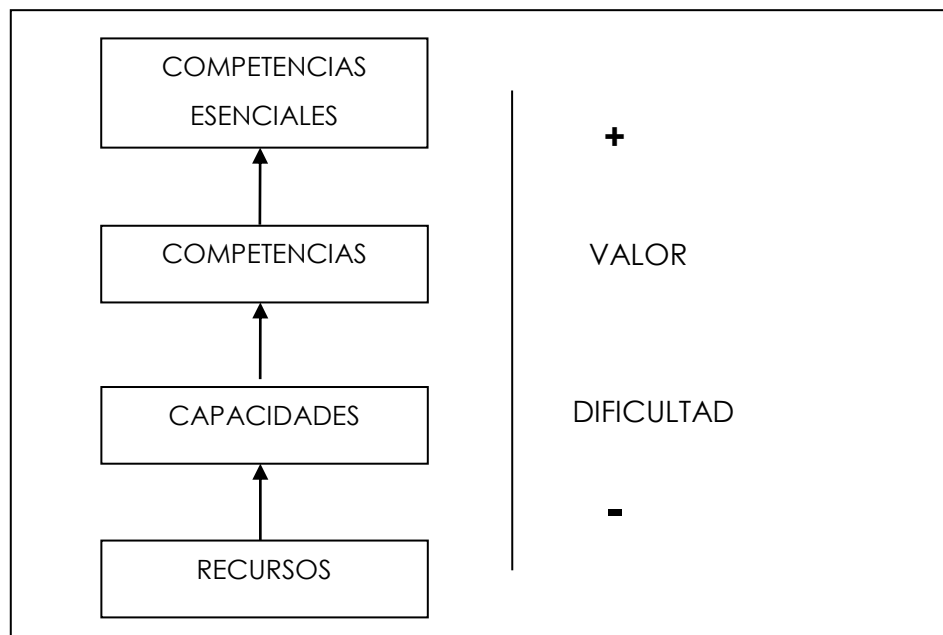 COMPETENCIAS
ESENCIALES
+
COMPETENCIAS
VALOR
CAPACIDADES
DIFICULTAD
-
RECURSOS